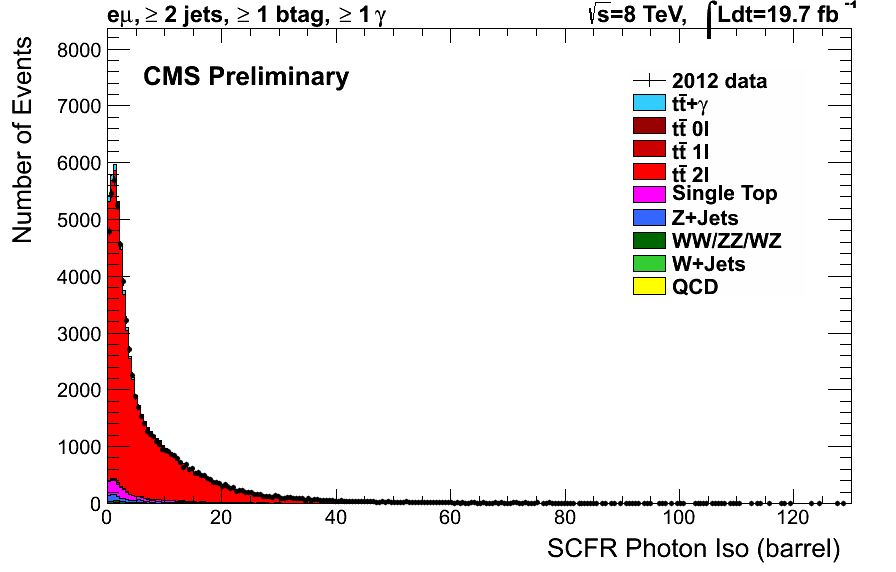 eμ, ≥ 2 jets, ≥ 1 btag, ≥ 1 γ
√s=8 TeV, ∫Ldt=19.7 fb⁻¹
CMS Preliminary
2012 data
tt̄+γ
tt̄ 0l
tt̄ 1l
tt̄ 2l
Single Top
Z+Jets
WW/ZZ/WZ
W+Jets
QCD
Number of Events
8000
7000
6000
5000
4000
3000
2000
1000
0
0 20 40 60 80 100 120
SCFR Photon Iso (barrel)